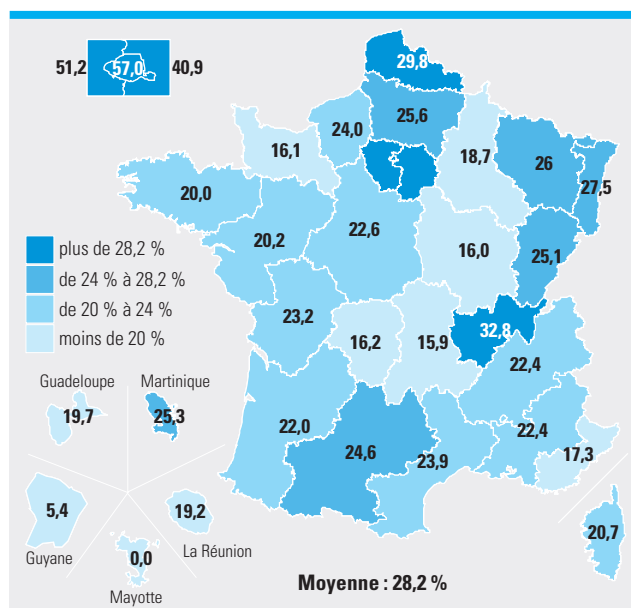 51,2 57,0 40,9
29,8
25,6
24,0
16,1
18,7
26
27,5
20,0
20,2
22,6
16,0
25,1
plus de 28,2 %
de 24 % à 28,2 %
de 20 % à 24 %
moins de 20 %
23,2
16,2
15,9
32,8
22,4
Guadeloupe
Martinique
19,7
25,3
22,0
24,6
23,9
22,4
17,3
5,4
19,2
Guyane
La Réunion
0,0
Mayotte
20,7
Moyenne : 28,2 %